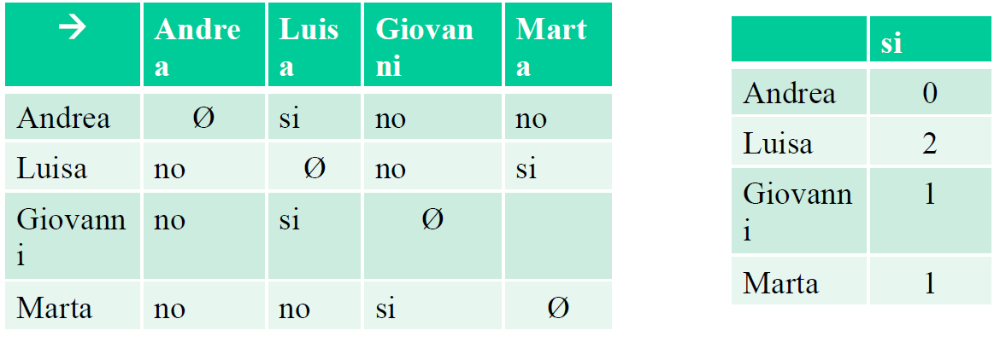 → Andrea Luisa Giovanni Marta
Andrea Ø si no no
Luisa no Ø no si
Giovanni no si Ø
Marta no no si Ø
si
Andrea 0
Luisa 2
Giovanni 1
Marta 1